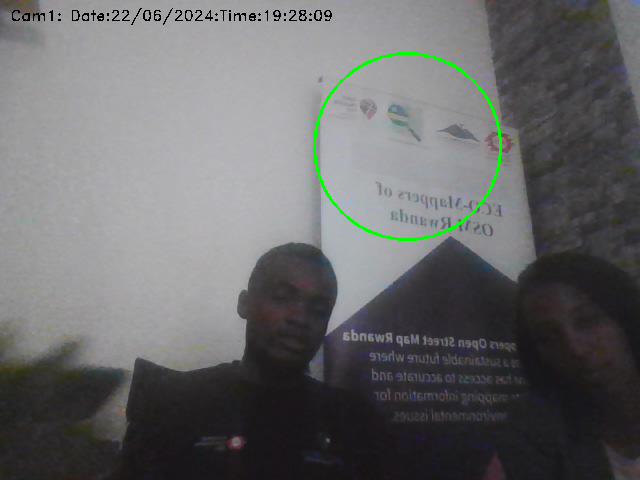 Cam1: Date:22/06/2024:Time:19:28:09
ECO-Mappers of
OSM Rwanda
ppers Open Street Map Rwanda
a sustainable future where
has access to accurate and
mapping information for
environmental issues.